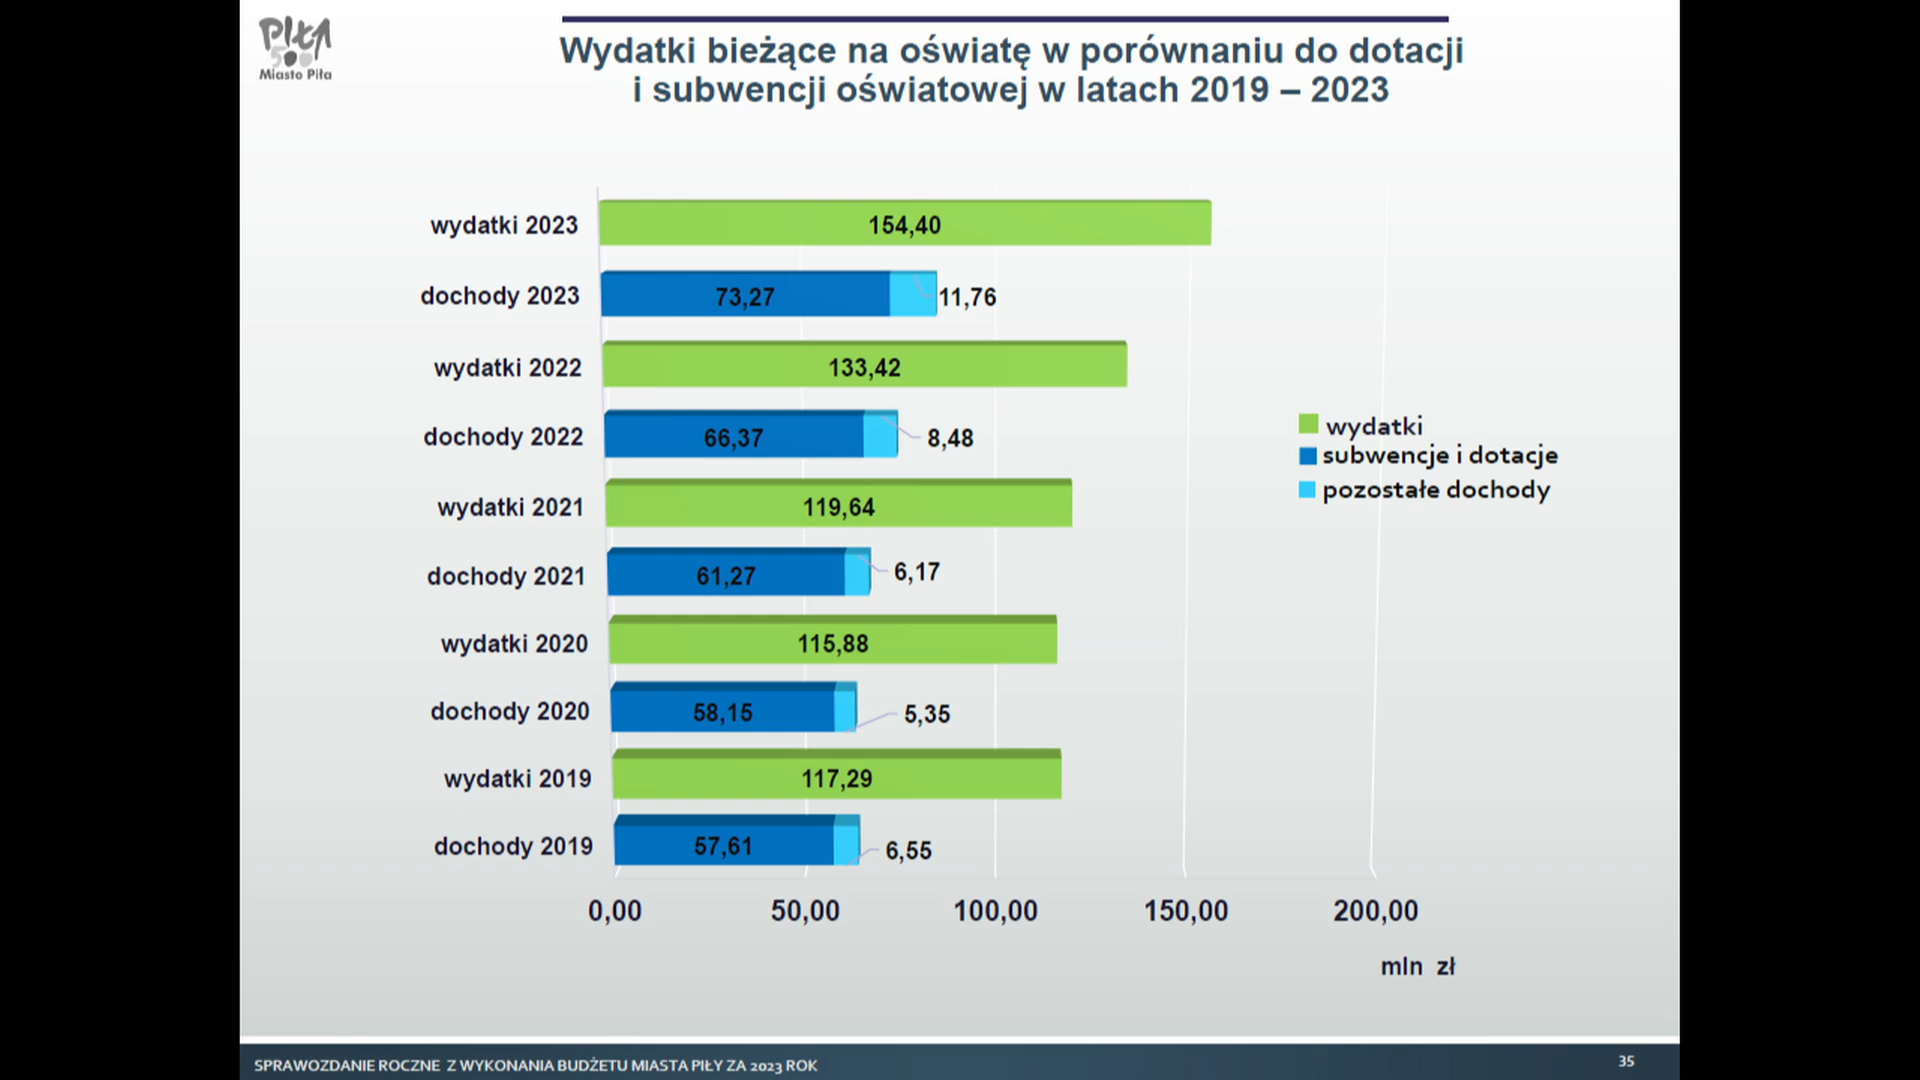 PIŁA
500
Miasto Piła
Wydatki bieżące na oświatę w porównaniu do dotacji
i subwencji oświatowej w latach 2019 – 2023
wydatki 2023
154,40
dochody 2023
73,27
11,76
wydatki 2022
133,42
dochody 2022
66,37
8,48
wydatki 2021
119,64
dochody 2021
61,27
6,17
wydatki 2020
115,88
dochody 2020
58,15
5,35
wydatki 2019
117,29
dochody 2019
57,61
6,55
wydatki
subwencje i dotacje
pozostałe dochody
0,00 50,00 100,00 150,00 200,00
mln zł
SPRAWOZDANIE ROCZNE Z WYKONANIA BUDŻETU MIASTA PIŁY ZA 2023 ROK
35